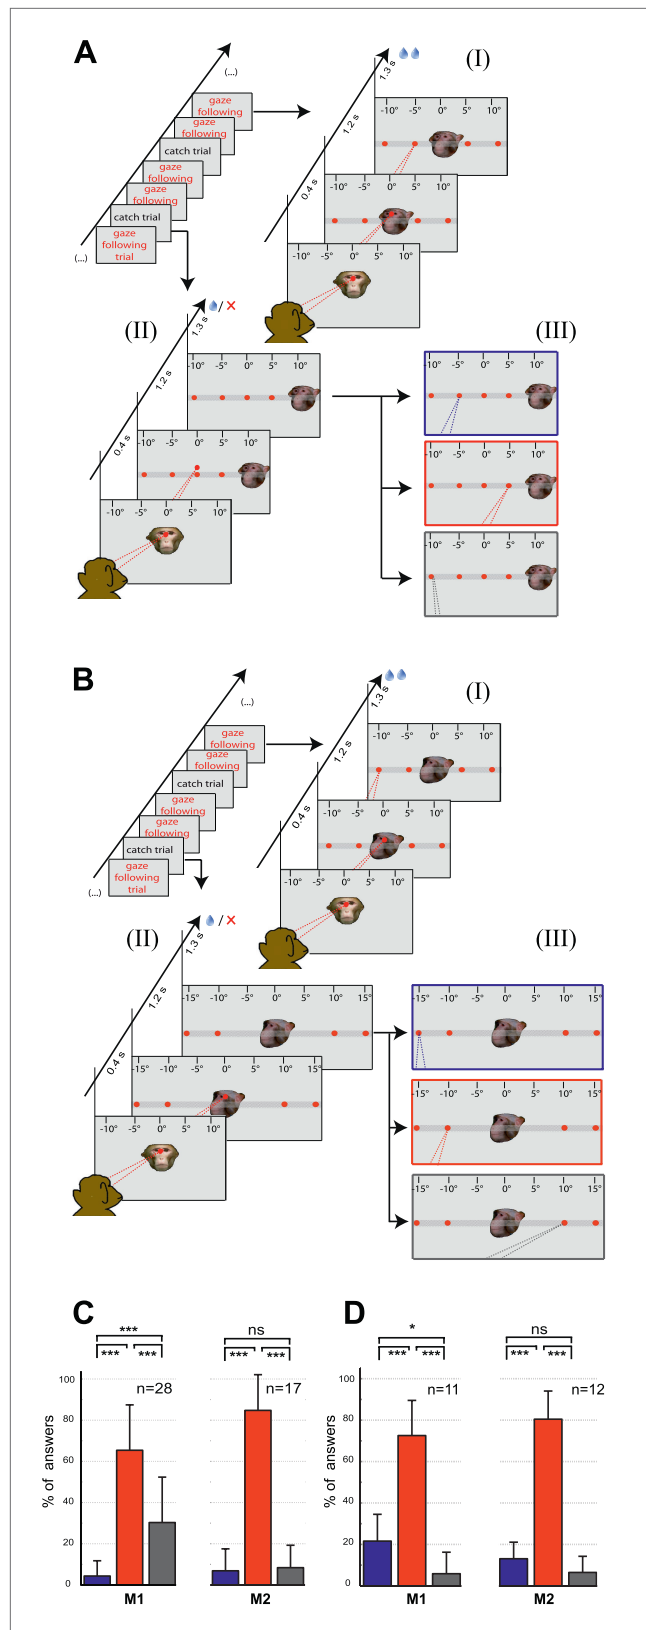 A
(I)
(...)
gaze
following
gaze
following
catch trial
gaze
following
gaze
following
catch trial
gaze
following
trial
(...)
1.3 s
1.2 s
0.4 s
-10° -5° 0° 5° 10°
-10° -5° 0° 5° 10°
-10° -5° 0° 5° 10°
(II)
/ ×
1.3 s
1.2 s
0.4 s
-10° -5° 0° 5° 10°
-10° -5° 0° 5° 10°
-10° -5° 0° 5° 10°
(III)
-10° -5° 0° 5° 10°
-10° -5° 0° 5° 10°
-10° -5° 0° 5° 10°
B
(I)
(...)
gaze
following
gaze
following
catch trial
gaze
following
gaze
following
catch trial
gaze
following
trial
(...)
1.3 s
1.2 s
0.4 s
-10° -5° 0° 5° 10°
-10° -5° 0° 5° 10°
-10° -5° 0° 5° 10°
(II)
/ ×
1.3 s
1.2 s
0.4 s
-15° -10° 0° 5° 10° 15°
-15° -10° 0° 5° 10° 15°
-10° -5° 0° 5° 10°
(III)
-15° -10° 0° 5° 10° 15°
-15° -10° 0° 5° 10° 15°
-15° -10° 0° 5° 10° 15°
C
***
*** ***
ns
*** ***
n=28
n=17
% of answers
100
80
60
40
20
0
M1
M2
D
*
*** ***
ns
*** ***
n=11
n=12
% of answers
100
80
60
40
20
0
M1
M2